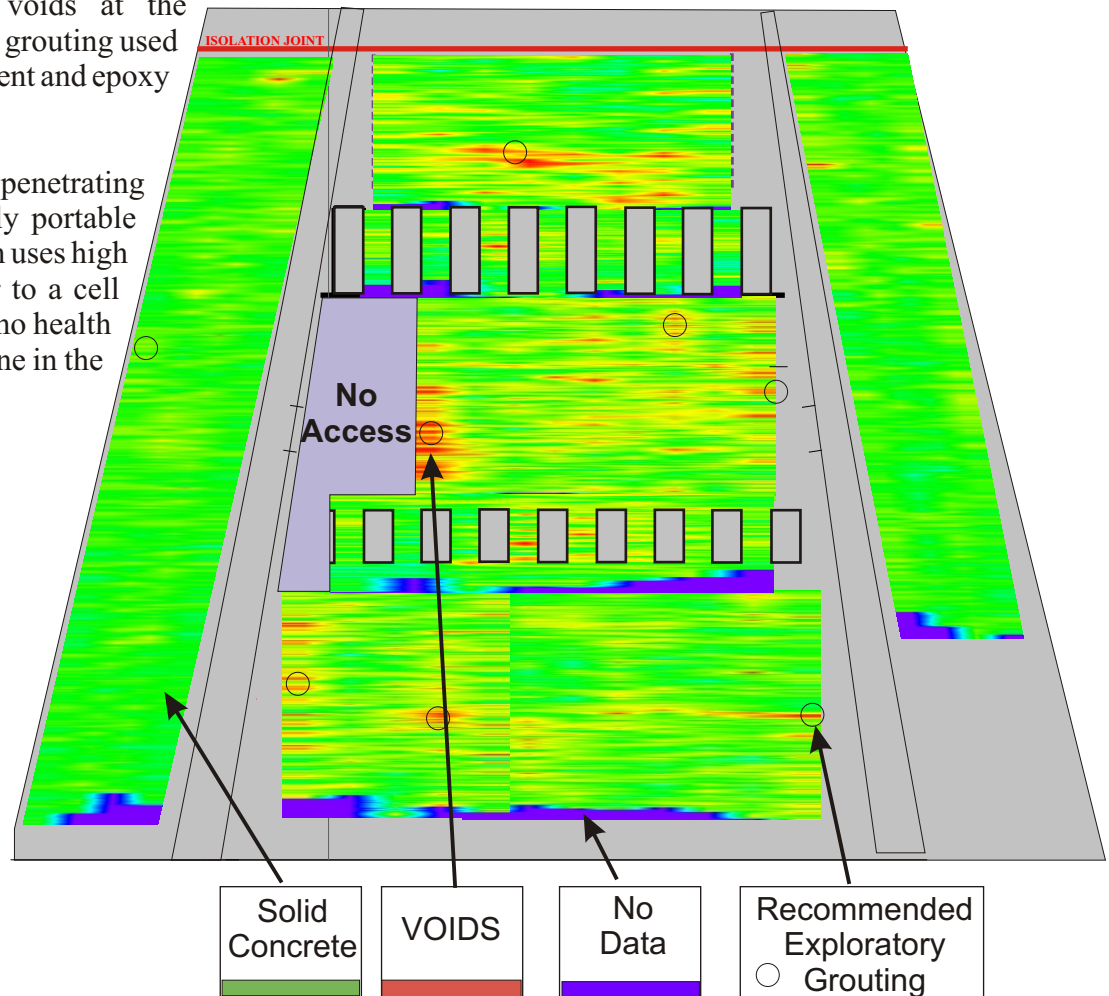 voids at the
grouting used
ent and epoxy
penetrating
ly portable
n uses high
to a cell
no health
ne in the
ISOLATION JOINT
No
Access
Solid
Concrete
VOIDS
No
Data
Recommended
Exploratory
Grouting